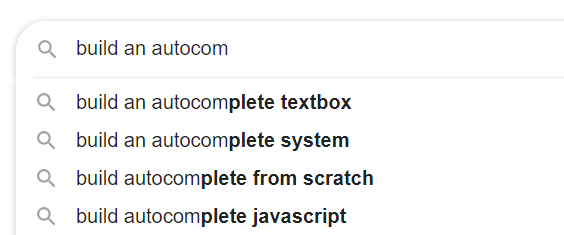 build an autocom
build an autocomplete textbox
build an autocomplete system
build autocomplete from scratch
build autocomplete javascript